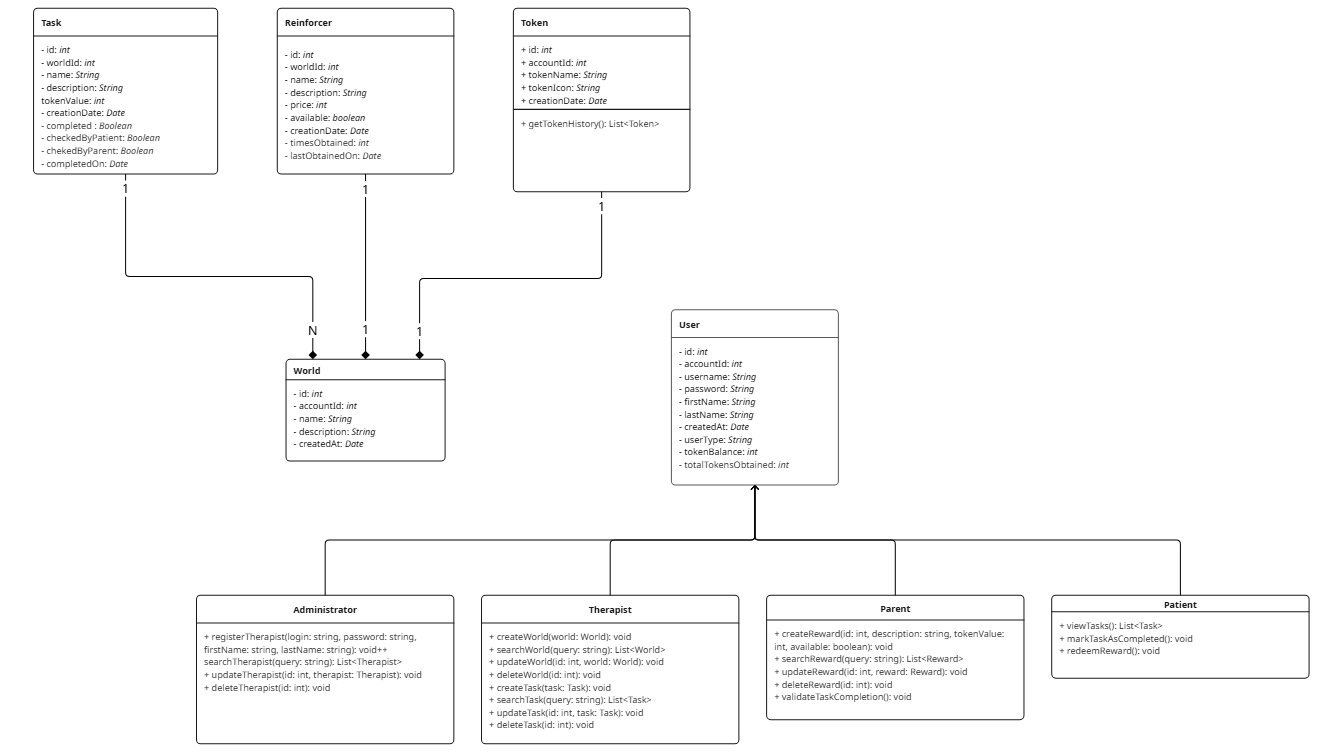 Task
- id: int
- worldId: int
- name: String
- description: String
tokenValue: int
- creationDate: Date
- completed : Boolean
- checkedByPatient: Boolean
- chekedByParent: Boolean
- completedOn: Date
Reinforcer
- id: int
- worldId: int
- name: String
- description: String
- price: int
- available: boolean
- creationDate: Date
- timesObtained: int
- lastObtainedOn: Date
Token
+ id: int
+ accountId: int
+ tokenName: String
+ tokenIcon: String
+ creationDate: Date
+ getTokenHistory(): List<Token>
1
1
1
N
1
1
World
- id: int
- accountId: int
- name: String
- description: String
- createdAt: Date
User
- id: int
- accountId: int
- username: String
- password: String
- firstName: String
- lastName: String
- createdAt: Date
- userType: String
- tokenBalance: int
- totalTokensObtained: int
Administrator
+ registerTherapist(login: string, password: string,
firstName: string, lastName: string): void++
searchTherapist(query: string): List<Therapist>
+ updateTherapist(id: int, therapist: Therapist): void
+ deleteTherapist(id: int): void
Therapist
+ createWorld(world: World): void
+ searchWorld(query: string): List<World>
+ updateWorld(id: int, world: World): void
+ deleteWorld(id: int): void
+ createTask(task: Task): void
+ searchTask(query: string): List<Task>
+ updateTask(id: int, task: Task): void
+ deleteTask(id: int): void
Parent
+ createReward(id: int, description: string, tokenValue:
int, available: boolean): void
+ searchReward(query: string): List<Reward>
+ updateReward(id: int, reward: Reward): void
+ deleteReward(id: int): void
+ validateTaskCompletion(): void
Patient
+ viewTasks(): List<Task>
+ markTaskAsCompleted(): void
+ redeemReward(): void